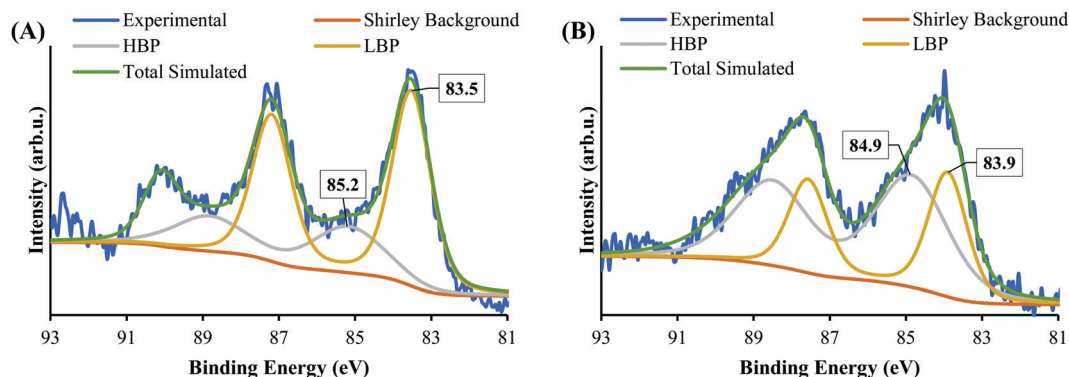 (A)
Experimental
Shirley Background
HBP
LBP
Total Simulated
83.5
85.2
Intensity (arb.u.)
93 91 89 87 85 83 81
Binding Energy (eV)
(B)
Experimental
Shirley Background
HBP
LBP
Total Simulated
84.9
83.9
Intensity (arb.u.)
93 91 89 87 85 83 81
Binding Energy (eV)